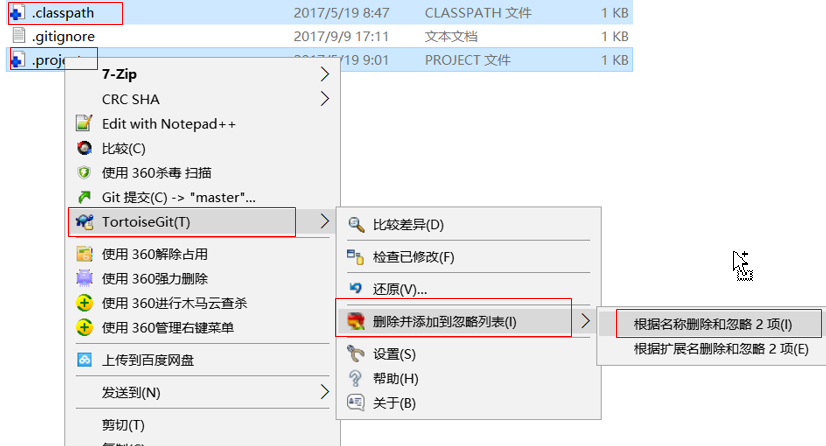 .classpath 2017/5/19 8:47 CLASSPATH 文件 1 KB
.gitignore 2017/9/9 17:11 文本文档 1 KB
.project 2017/5/19 9:01 PROJECT 文件 1 KB
7-Zip
CRC SHA
Edit with Notepad++
比较(C)
使用 360杀毒 扫描
Git 提交(C) -> "master"...
TortoiseGit(T)
使用 360解除占用
使用 360强力删除
使用 360进行木马云查杀
使用 360管理右键菜单
上传到百度网盘
发送到(N)
剪切(T)
比较差异(D)
检查已修改(F)
还原(V)...
删除并添加到忽略列表(I)
设置(S)
帮助(H)
关于(B)
根据名称删除和忽略 2 项(I)
根据扩展名删除和忽略 2 项(E)